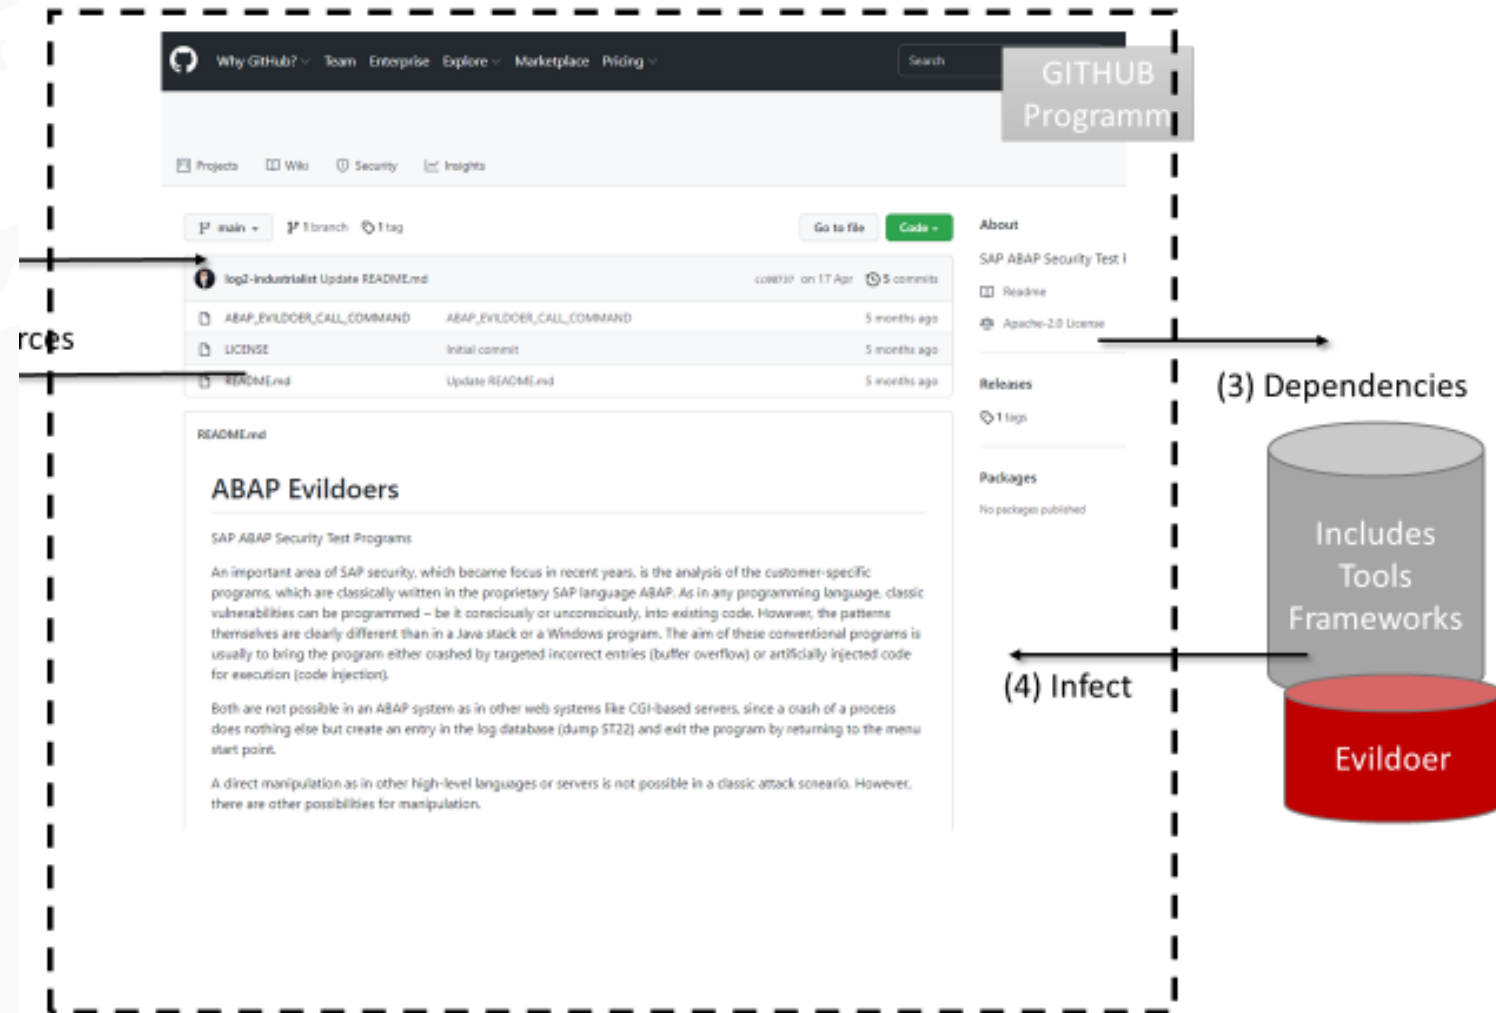 Why GitHub? Team Enterprise Explore Marketplace Pricing
Search
GITHUB
Programm
Projects Wiki Security Insights
main 1 branch 1 tag
Go to file Code
log2-industrialist Update README.md on 17 Apr 5 commits
ABAP_EVILDOER_CALL_COMMAND ABAP_EVILDOER_CALL_COMMAND 5 months ago
LICENSE Initial commit 5 months ago
README.md Update README.md 5 months ago
rces
About
SAP ABAP Security Test
Readme
Apache-2.0 License
Releases
1 tags
Packages
No packages published
README.md
ABAP Evildoers
SAP ABAP Security Test Programs
An important area of SAP security, which became focus in recent years, is the analysis of the customer-specific
programs, which are classically written in the proprietary SAP language ABAP. As in any programming language, classic
vulnerabilities can be programmed – be it consciously or unconsciously, into existing code. However, the patterns
themselves are clearly different than in a Java stack or a Windows program. The aim of these conventional programs is
usually to bring the program either crashed by targeted incorrect entries (buffer overflow) or artificially injected code
for execution (code injection).
Both are not possible in an ABAP system as in other web systems like CGI-based servers, since a crash of a process
does nothing else but create an entry in the log database (dump ST22) and exit the program by returning to the menu
start point.
A direct manipulation as in other high-level languages or servers is not possible in a classic attack scneario. However,
there are other possibilities for manipulation.
(3) Dependencies
Includes
Tools
Frameworks
(4) Infect
Evildoer